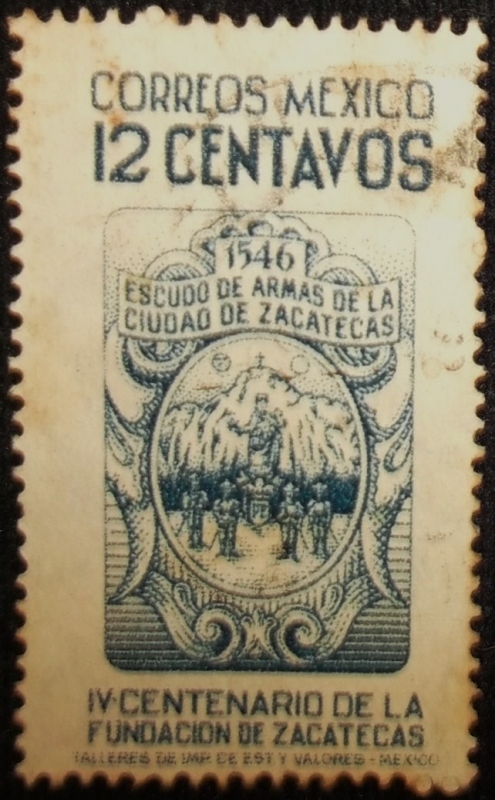 CORREOS MEXICO
12 CENTAVOS
1546
ESCUDO DE ARMAS DE LA
CIUDAD DE ZACATECAS
IV·CENTENARIO DE LA
FUNDACION DE ZACATECAS
TALLERES DE IMP. DE EST. Y VALORES - MEXICO